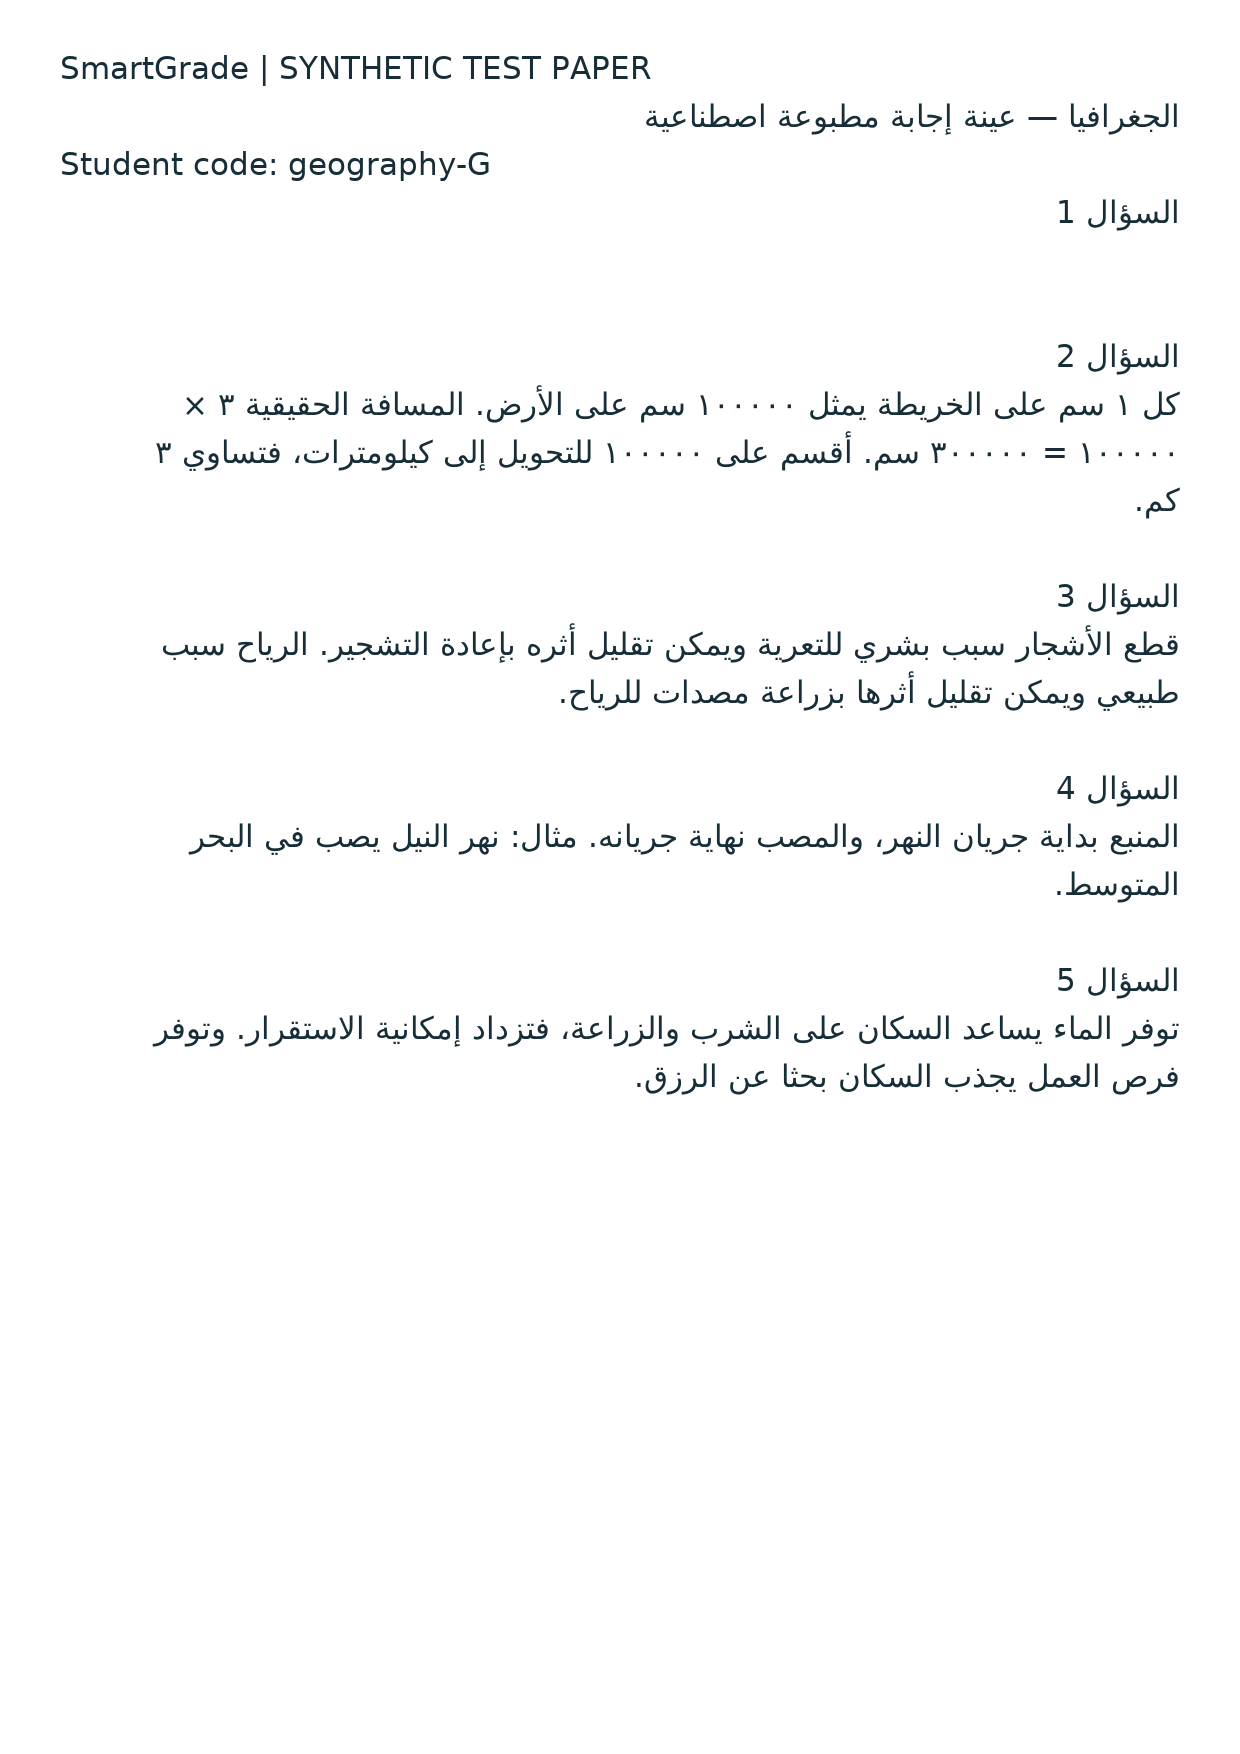 SmartGrade | SYNTHETIC TEST PAPER
الجغرافيا — عينة إجابة مطبوعة اصطناعية
Student code: geography-G
السؤال 1
السؤال 2
كل ١ سم على الخريطة يمثل ١٠٠٠٠٠ سم على الأرض. المسافة الحقيقية ٣ ×
١٠٠٠٠٠ = ٣٠٠٠٠٠ سم. أقسم على ١٠٠٠٠٠ للتحويل إلى كيلومترات، فتساوي ٣
كم.
السؤال 3
قطع الأشجار سبب بشري للتعرية ويمكن تقليل أثره بإعادة التشجير. الرياح سبب
طبيعي ويمكن تقليل أثرها بزراعة مصدات للرياح.
السؤال 4
المنبع بداية جريان النهر، والمصب نهاية جريانه. مثال: نهر النيل يصب في البحر
المتوسط.
السؤال 5
توفر الماء يساعد السكان على الشرب والزراعة، فتزداد إمكانية الاستقرار. وتوفر
فرص العمل يجذب السكان بحثا عن الرزق.